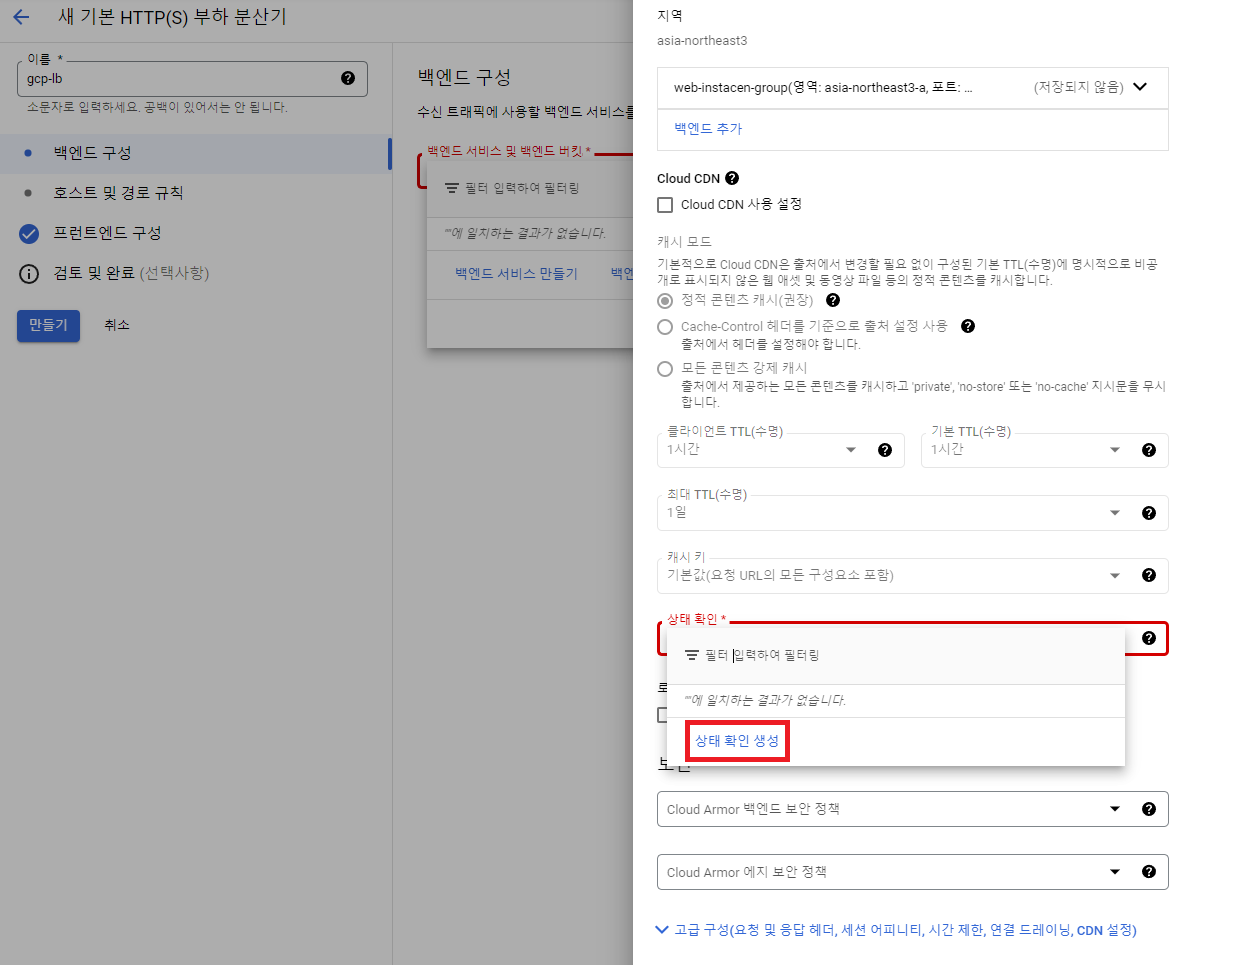 새 기본 HTTP(S) 부하 분산기
이름 *
gcp-lb
소문자로 입력하세요. 공백이 있어서는 안 됩니다.
백엔드 구성
호스트 및 경로 규칙
프런트엔드 구성
검토 및 완료 (선택사항)
만들기
취소
백엔드 구성
수신 트래픽에 사용할 백엔드 서비스를
백엔드 서비스 및 백엔드 버킷 *
필터 입력하여 필터링
""에 일치하는 결과가 없습니다.
백엔드 서비스 만들기
백엔
지역
asia-northeast3
web-instacen-group(영역: asia-northeast3-a, 포트: ...
(저장되지 않음)
백엔드 추가
Cloud CDN
Cloud CDN 사용 설정
캐시 모드
기본적으로 Cloud CDN은 출처에서 변경할 필요 없이 구성된 기본 TTL(수명)에 명시적으로 비공
개로 표시되지 않은 웹 애셋 및 동영상 파일 등의 정적 콘텐츠를 캐시합니다.
정적 콘텐츠 캐시(권장)
Cache-Control 헤더를 기준으로 출처 설정 사용
출처에서 헤더를 설정해야 합니다.
모든 콘텐츠 강제 캐시
출처에서 제공하는 모든 콘텐츠를 캐시하고 'private', 'no-store' 또는 'no-cache' 지시문을 무시
합니다.
클라이언트 TTL(수명)
1시간
기본 TTL(수명)
1시간
최대 TTL(수명)
1일
캐시 키
기본값(요청 URL의 모든 구성요소 포함)
상태 확인 *
필터 입력하여 필터링
로
""에 일치하는 결과가 없습니다.
상태 확인 생성
보안
Cloud Armor 백엔드 보안 정책
Cloud Armor 에지 보안 정책
고급 구성(요청 및 응답 헤더, 세션 어피니티, 시간 제한, 연결 드레이닝, CDN 설정)